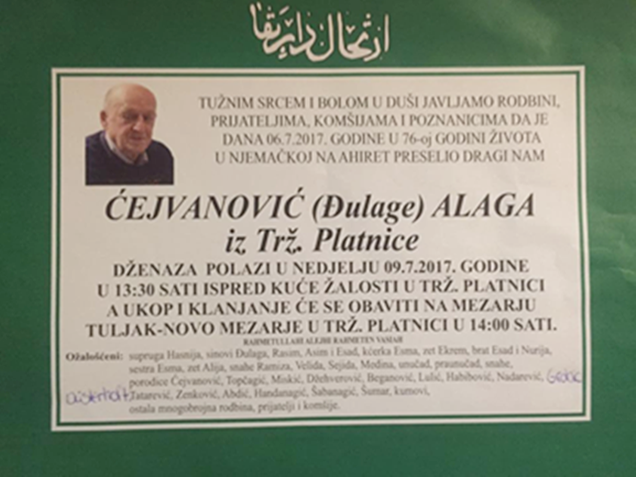 ارتحال دار بقا
TUŽNIM SRCEM I BOLOM U DUŠI JAVLJAMO RODBINI,
PRIJATELJIMA, KOMŠIJAMA I POZNANICIMA DA JE
DANA 06.7.2017. GODINE U 76-oj GODINI ŽIVOTA
U NJEMAČKOJ NA AHIRET PRESELIO DRAGI NAM
ĆEJVANOVIĆ (Đulage) ALAGA
iz Trž. Platnice
DŽENAZA POLAZI U NEDJELJU 09.7.2017. GODINE
U 13:30 SATI ISPRED KUĆE ŽALOSTI U TRŽ. PLATNICI
A UKOP I KLANJANJE ĆE SE OBAVITI NA MEZARJU
TULJAK-NOVO MEZARJE U TRŽ. PLATNICI U 14:00 SATI.
RAHMETULLAHI ALEJHI RAHMETEN VASIAH
Ožalošćeni: supruga Hasnija, sinovi Đulaga, Rasim, Asim i Esad, kćerka Esma, zet Ekrem, brat Esad i Nurija,
sestra Esma, zet Alija, snahe Ramiza, Velida, Sejida, Medina, unučad, praunučad, snahe,
porodice Ćejvanović, Topčagić, Miskić, Džehverović, Beganović, Lulić, Habibović, Nadarević,
Tatarević, Zenković, Abdić, Handanagić, Šabanagić, Šumar, kumovi,
ostala mnogobrojna rodbina, prijatelji i komšije.